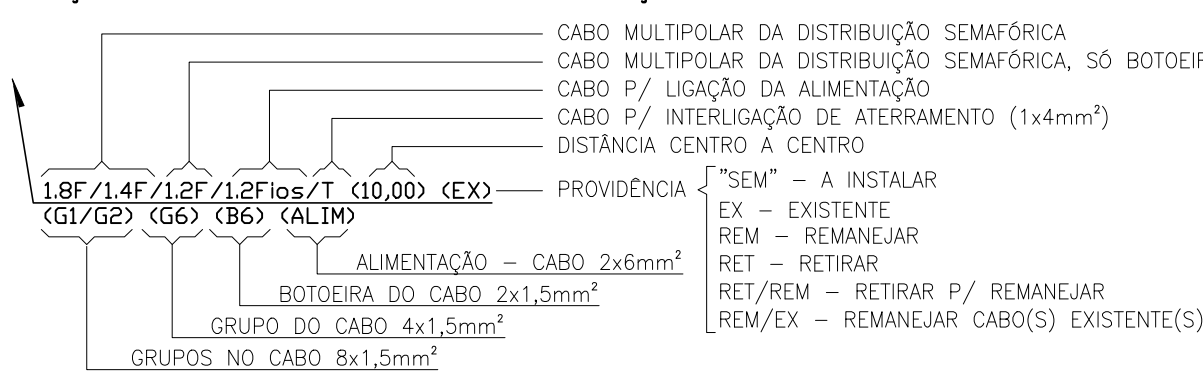 CABO MULTIPOLAR DA DISTRIBUIÇÃO SEMAFÓRICA
CABO MULTIPOLAR DA DISTRIBUIÇÃO SEMAFÓRICA, SÓ BOTOEIR
CABO P/ LIGAÇÃO DA ALIMENTAÇÃO
CABO P/ INTERLIGAÇÃO DE ATERRAMENTO (1x4mm²)
DISTÂNCIA CENTRO A CENTRO
1.8F/1.4F/1.2F/1.2Fios/T (10,00) (EX)
(G1/G2) (G6) (B6) (ALIM)
PROVIDÊNCIA
"SEM" – A INSTALAR
EX – EXISTENTE
REM – REMANEJAR
RET – RETIRAR
RET/REM – RETIRAR P/ REMANEJAR
REM/EX – REMANEJAR CABO(S) EXISTENTE(S)
ALIMENTAÇÃO – CABO 2x6mm²
BOTOEIRA DO CABO 2x1,5mm²
GRUPO DO CABO 4x1,5mm²
GRUPOS NO CABO 8x1,5mm²